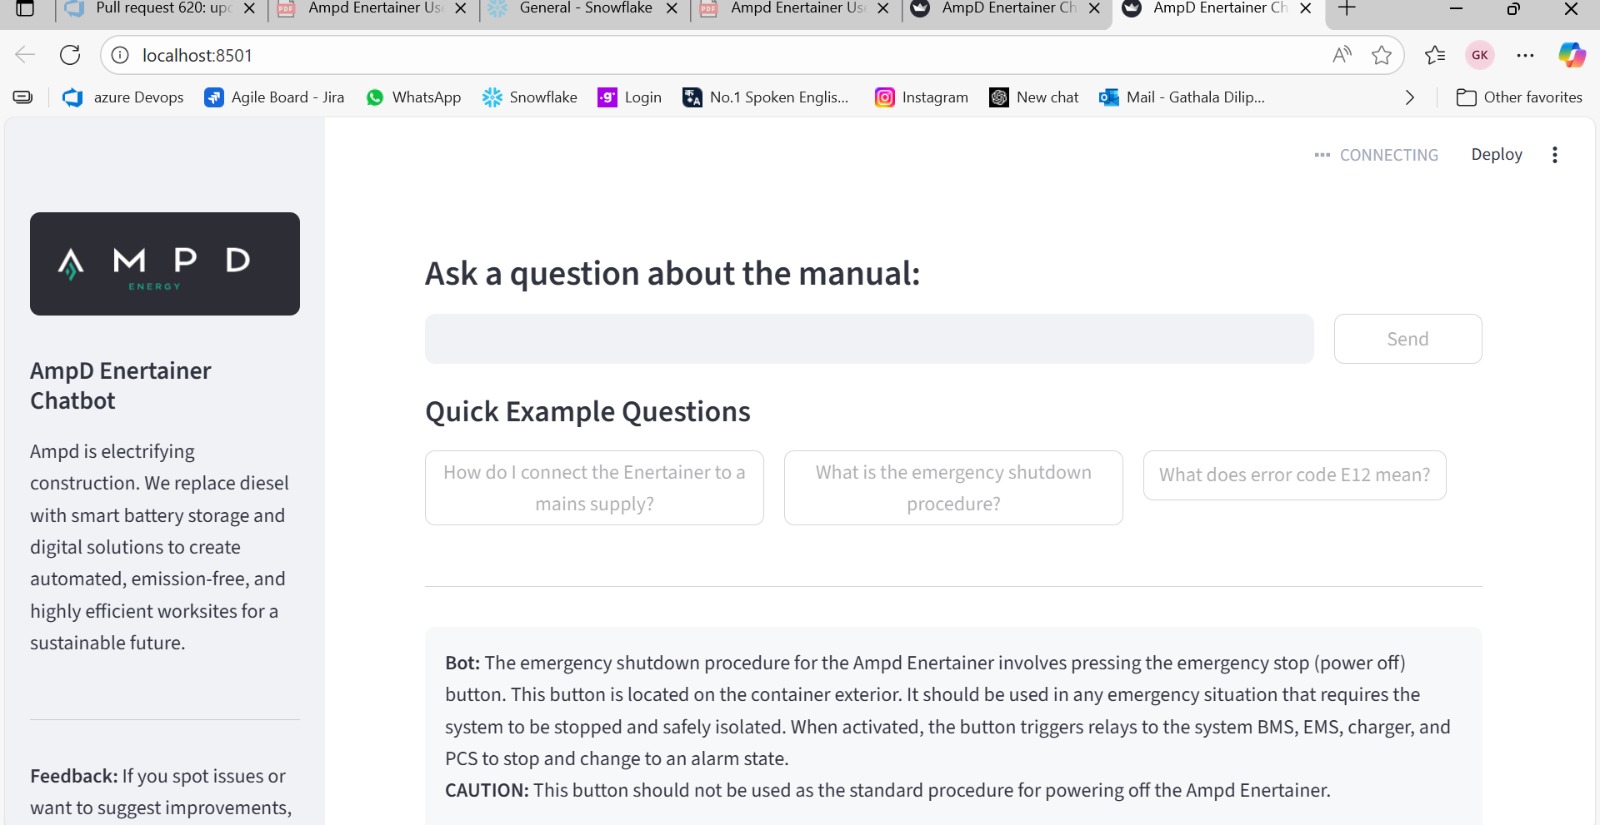 Pull request 620: upc
Ampd Enertainer Us
General - Snowflake
Ampd Enertainer Us
AmpD Enertainer Ch
AmpD Enertainer Ch
localhost:8501
GK
azure Devops
Agile Board - Jira
WhatsApp
Snowflake
Login
No.1 Spoken Englis...
Instagram
New chat
Mail - Gathala Dilip...
Other favorites
CONNECTING
Deploy
AMPD
ENERGY
AmpD Enertainer
Chatbot
Ampd is electrifying
construction. We replace diesel
with smart battery storage and
digital solutions to create
automated, emission-free, and
highly efficient worksites for a
sustainable future.
Feedback: If you spot issues or
want to suggest improvements,
Ask a question about the manual:
Send
Quick Example Questions
How do I connect the Enertainer to a
mains supply?
What is the emergency shutdown
procedure?
What does error code E12 mean?
Bot: The emergency shutdown procedure for the Ampd Enertainer involves pressing the emergency stop (power off)
button. This button is located on the container exterior. It should be used in any emergency situation that requires the
system to be stopped and safely isolated. When activated, the button triggers relays to the system BMS, EMS, charger, and
PCS to stop and change to an alarm state.
CAUTION: This button should not be used as the standard procedure for powering off the Ampd Enertainer.